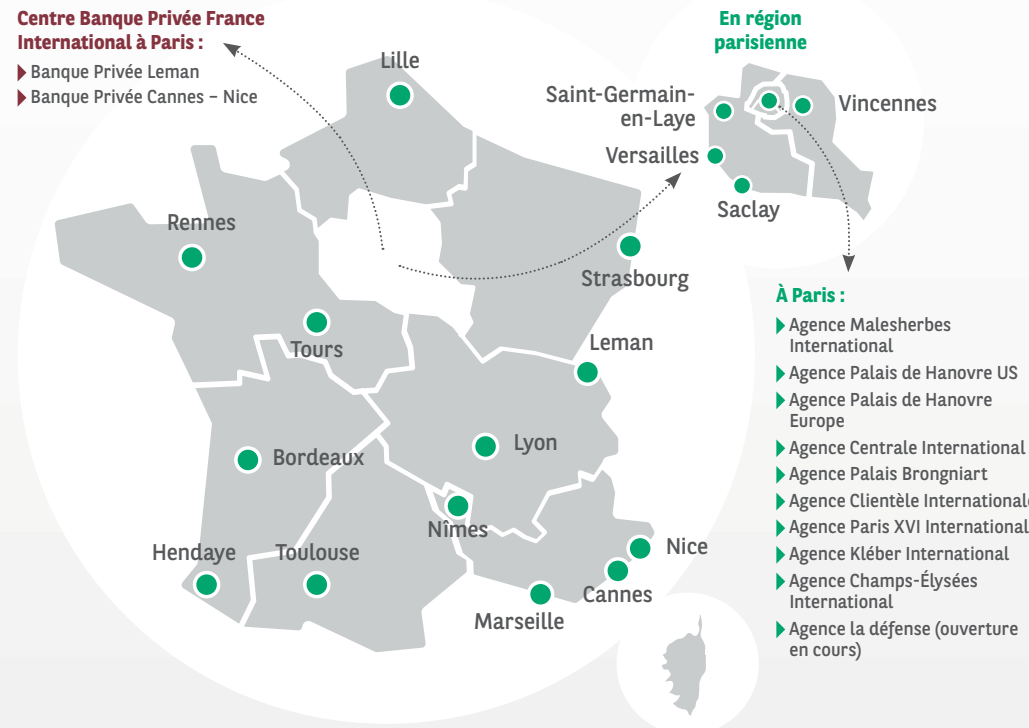 Centre Banque Privée France
International à Paris :
Banque Privée Leman
Banque Privée Cannes – Nice
En région
parisienne
Lille
Saint-Germain-
en-Laye
Vincennes
Versailles
Saclay
Rennes
Strasbourg
Tours
Leman
Lyon
Bordeaux
Nîmes
Hendaye
Toulouse
Nice
Cannes
Marseille
À Paris :
Agence Malesherbes
International
Agence Palais de Hanovre US
Agence Palais de Hanovre
Europe
Agence Centrale International
Agence Palais Brongniart
Agence Clientèle Internationale
Agence Paris XVI International
Agence Kléber International
Agence Champs-Élysées
International
Agence la défense (ouverture
en cours)